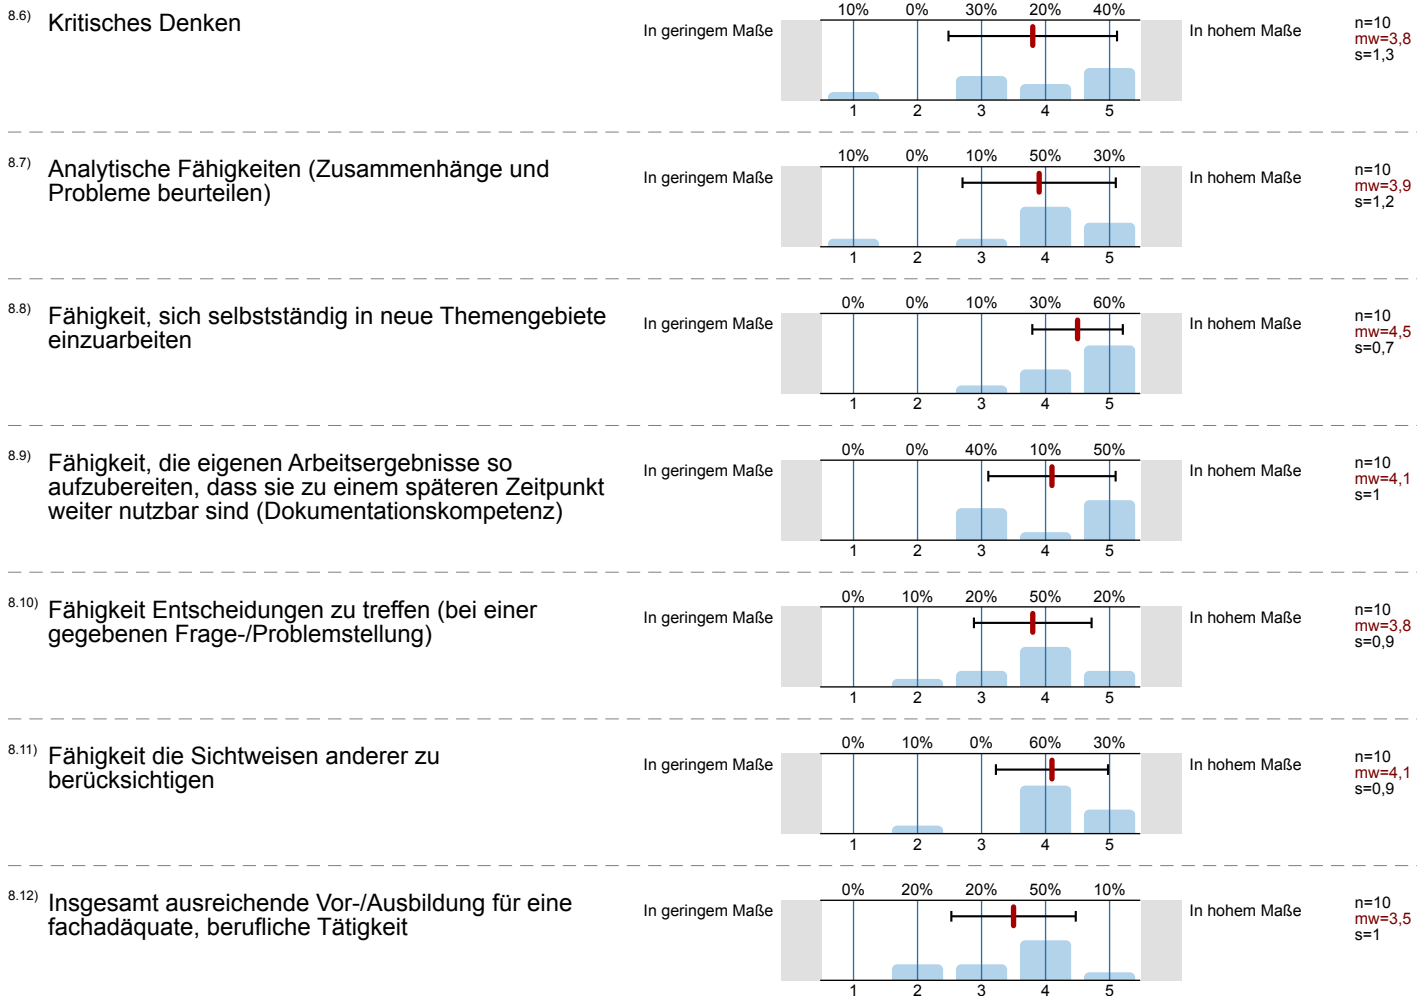 8.6) Kritisches Denken
In geringem Maße
10% 0% 30% 20% 40%
1 2 3 4 5
In hohem Maße
n=10
mw=3,8
s=1,3
8.7) Analytische Fähigkeiten (Zusammenhänge und
Probleme beurteilen)
In geringem Maße
10% 0% 10% 50% 30%
1 2 3 4 5
In hohem Maße
n=10
mw=3,9
s=1,2
8.8) Fähigkeit, sich selbstständig in neue Themengebiete
einzuarbeiten
In geringem Maße
0% 0% 10% 30% 60%
1 2 3 4 5
In hohem Maße
n=10
mw=4,5
s=0,7
8.9) Fähigkeit, die eigenen Arbeitsergebnisse so
aufzubereiten, dass sie zu einem späteren Zeitpunkt
weiter nutzbar sind (Dokumentationskompetenz)
In geringem Maße
0% 0% 40% 10% 50%
1 2 3 4 5
In hohem Maße
n=10
mw=4,1
s=1
8.10) Fähigkeit Entscheidungen zu treffen (bei einer
gegebenen Frage-/Problemstellung)
In geringem Maße
0% 10% 20% 50% 20%
1 2 3 4 5
In hohem Maße
n=10
mw=3,8
s=0,9
8.11) Fähigkeit die Sichtweisen anderer zu
berücksichtigen
In geringem Maße
0% 10% 0% 60% 30%
1 2 3 4 5
In hohem Maße
n=10
mw=4,1
s=0,9
8.12) Insgesamt ausreichende Vor-/Ausbildung für eine
fachadäquate, berufliche Tätigkeit
In geringem Maße
0% 20% 20% 50% 10%
1 2 3 4 5
In hohem Maße
n=10
mw=3,5
s=1